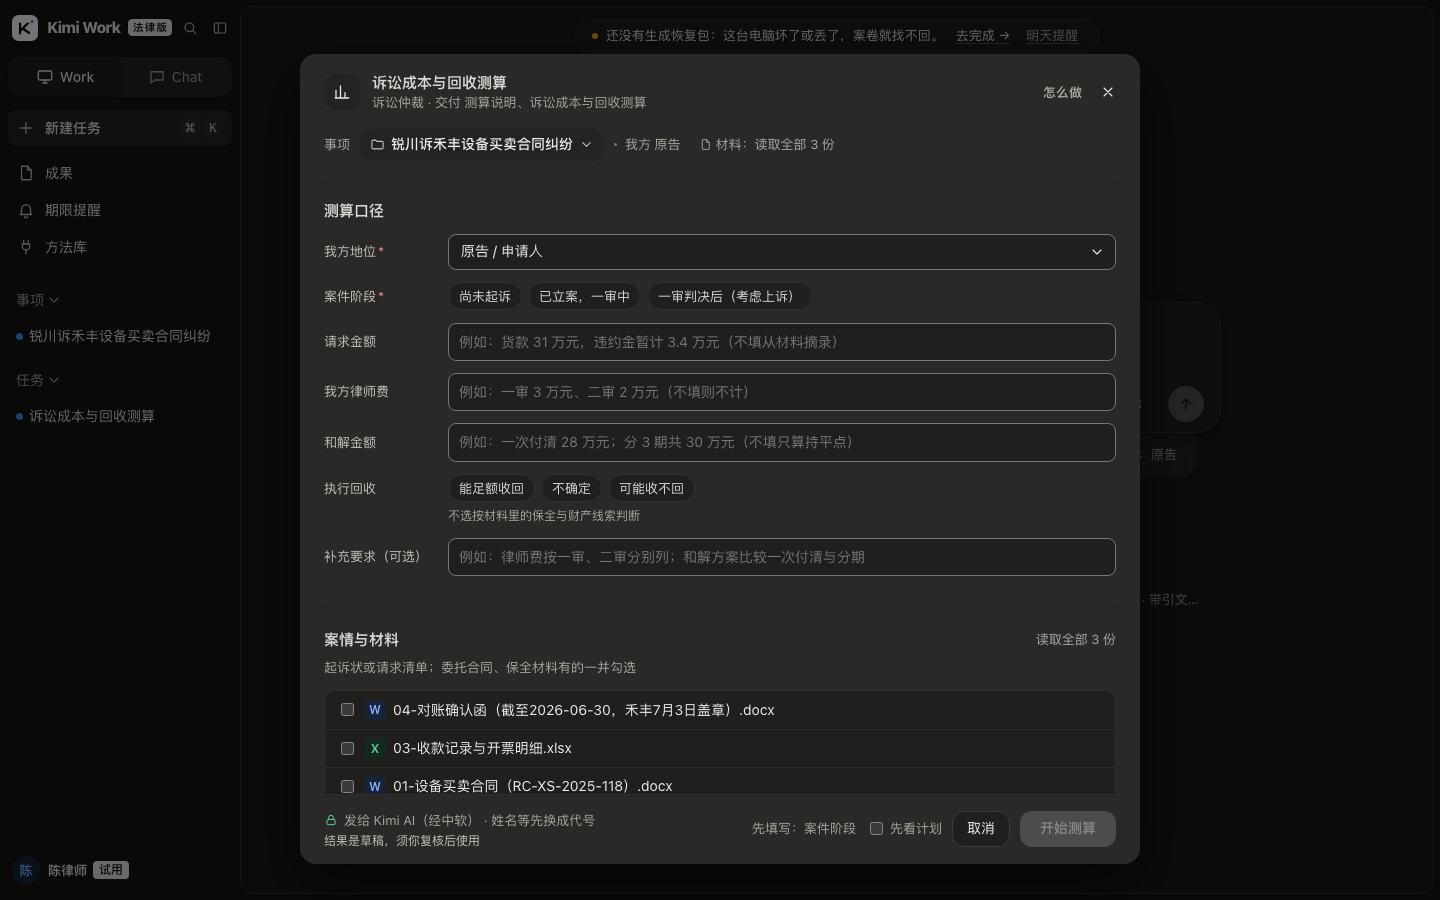 Kimi Work 法律版
还没有生成恢复包：这台电脑坏了或丢了，案卷就找不回。 去完成 → 明天提醒
Work Chat
新建任务 ⌘ K
成果
期限提醒
方法库
事项
锐川诉禾丰设备买卖合同纠纷
任务
诉讼成本与回收测算
陈 陈律师 试用
诉讼成本与回收测算
诉讼仲裁 · 交付 测算说明、诉讼成本与回收测算
怎么做
事项 锐川诉禾丰设备买卖合同纠纷 · 我方 原告 材料：读取全部 3 份
测算口径
我方地位* 原告 / 申请人
案件阶段* 尚未起诉 已立案，一审中 一审判决后（考虑上诉）
请求金额 例如：货款 31 万元，违约金暂计 3.4 万元（不填从材料摘录）
我方律师费 例如：一审 3 万元、二审 2 万元（不填则不计）
和解金额 例如：一次付清 28 万元；分 3 期共 30 万元（不填只算持平点）
执行回收 能足额收回 不确定 可能收不回
不选按材料里的保全与财产线索判断
补充要求（可选） 例如：律师费按一审、二审分别列；和解方案比较一次付清与分期
案情与材料 读取全部 3 份
起诉状或请求清单；委托合同、保全材料有的一并勾选
W 04-对账确认函（截至2026-06-30，禾丰7月3日盖章）.docx
X 03-收款记录与开票明细.xlsx
W 01-设备买卖合同（RC-XS-2025-118）.docx
发给 Kimi AI（经中软） · 姓名等先换成代号
结果是草稿，须你复核后使用
先填写：案件阶段 先看计划 取消 开始测算
：原告
· 带引文...